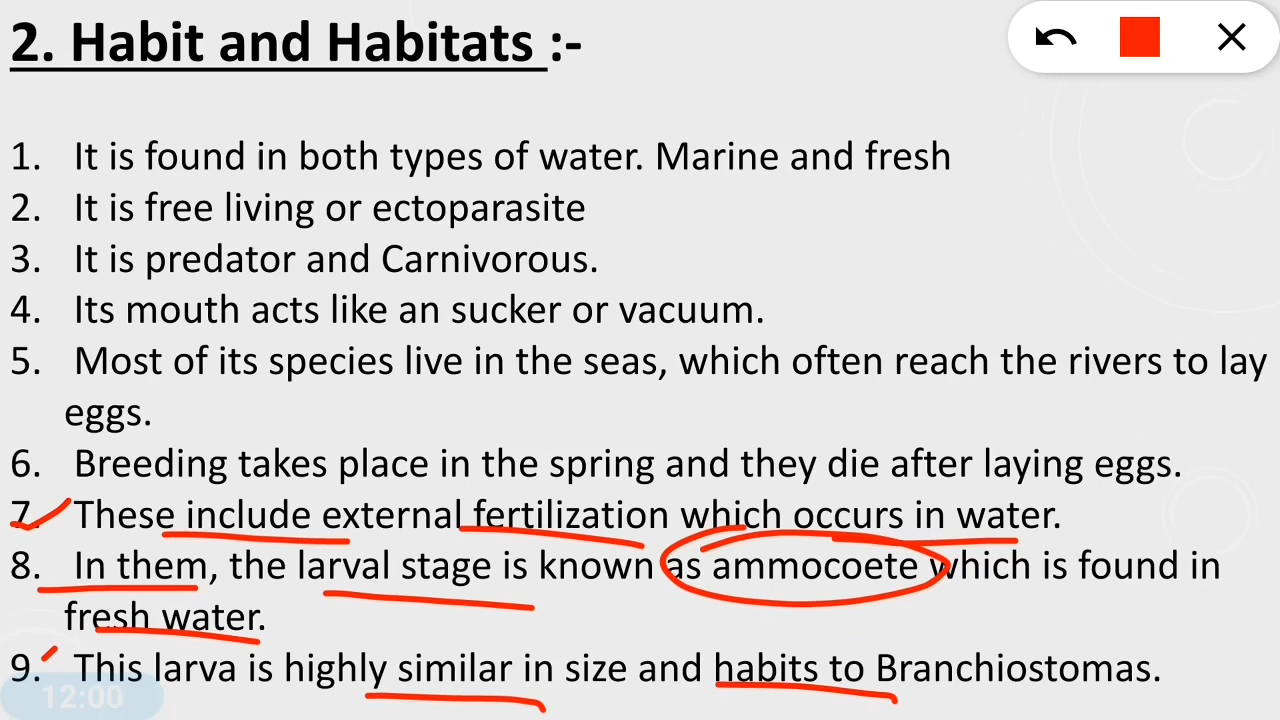 2. Habit and Habitats :-
1. It is found in both types of water. Marine and fresh
2. It is free living or ectoparasite
3. It is predator and Carnivorous.
4. Its mouth acts like an sucker or vacuum.
5. Most of its species live in the seas, which often reach the rivers to lay
eggs.
6. Breeding takes place in the spring and they die after laying eggs.
7. These include external fertilization which occurs in water.
8. In them, the larval stage is known as ammocoete which is found in
fresh water.
9. This larva is highly similar in size and habits to Branchiostomas.
12:00